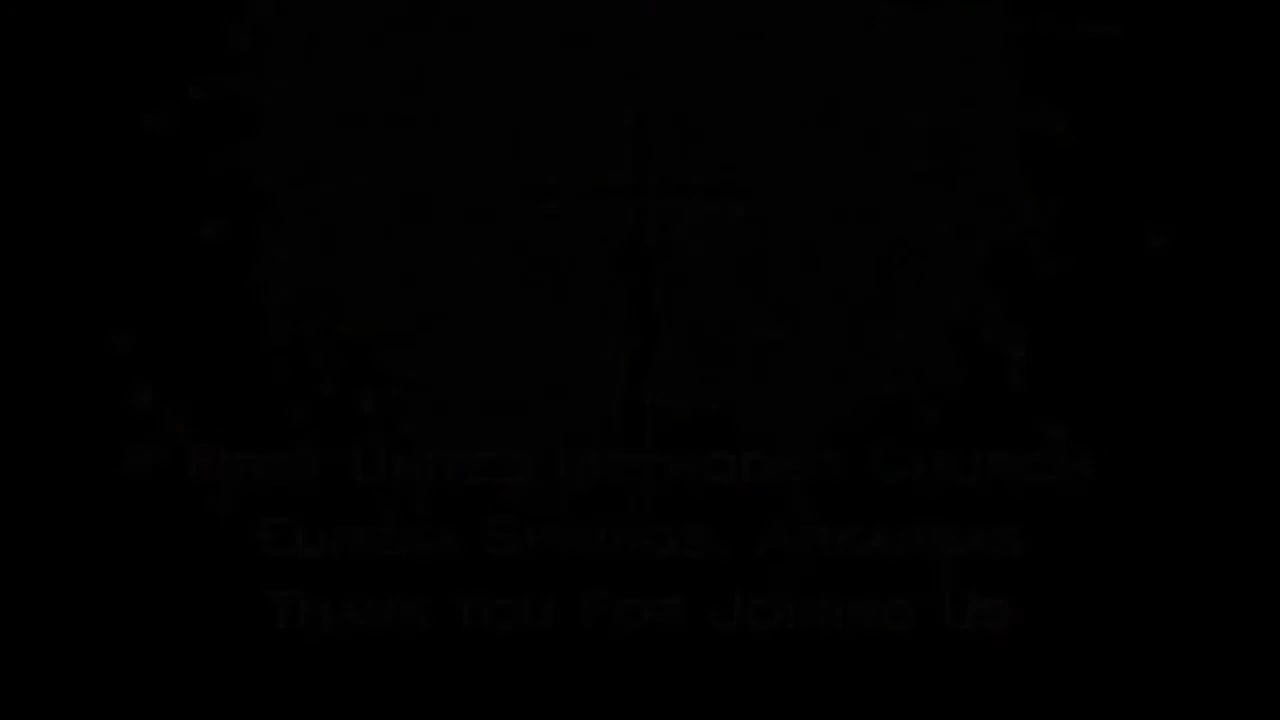 First United Methodist Church
Eureka Springs, Arkansas
Thank you For Joining Us